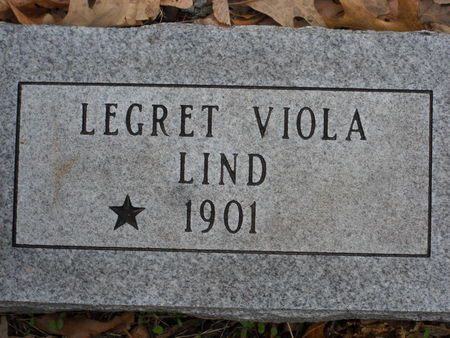 LEGRET VIOLA
LIND
★ 1901